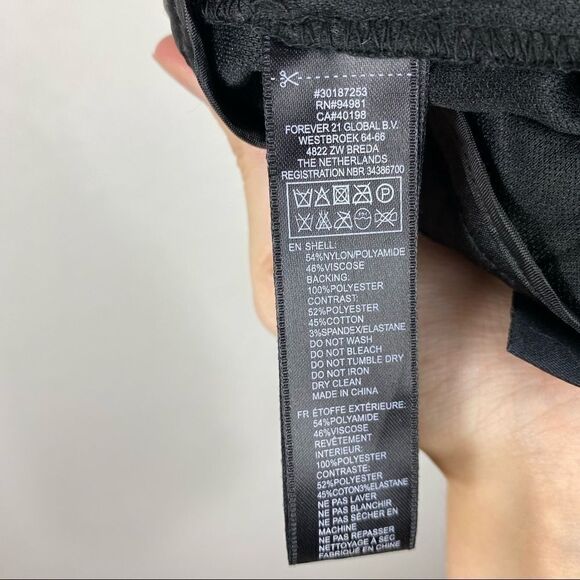 #30187253
RN#94981
CA#40198
FOREVER 21 GLOBAL B.V.
WESTBROEK 64-66
4822 ZW BREDA
THE NETHERLANDS
REGISTRATION NBR 34386700
P
EN SHELL:
54%NYLON/POLYAMIDE
46%VISCOSE
BACKING:
100%POLYESTER
CONTRAST:
52%POLYESTER
45%COTTON
3%SPANDEX/ELASTANE
DO NOT WASH
DO NOT BLEACH
DO NOT TUMBLE DRY
DO NOT IRON
DRY CLEAN
MADE IN CHINA
FR ÉTOFFE EXTÉRIEURE:
54%POLYAMIDE
46%VISCOSE
REVÊTEMENT
INTERIEUR:
100%POLYESTER
CONTRASTE:
52%POLYESTER
45%COTON3%ELASTANE
NE PAS LAVER
NE PAS BLANCHIR
NE PAS SÉCHER EN
MACHINE
NE PAS REPASSER
NETTOYAGE À SEC
FABRIQUÉ EN CHINE